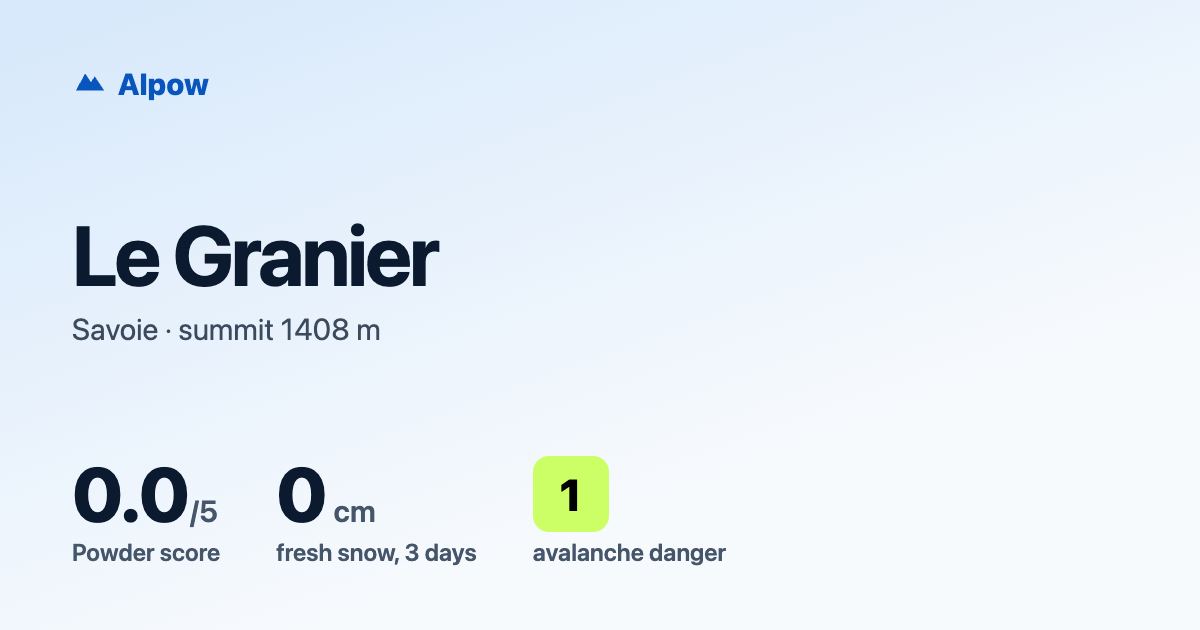 Alpow
Le Granier
Savoie · summit 1408 m
0.0/5
Powder score
0 cm
fresh snow, 3 days
1
avalanche danger